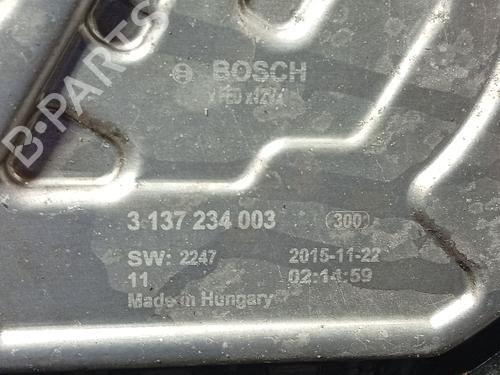 B-PARTS
BOSCH
3 137 234 003 300
SW: 2247 2015-11-22
11 02:14:59
Made in Hungary